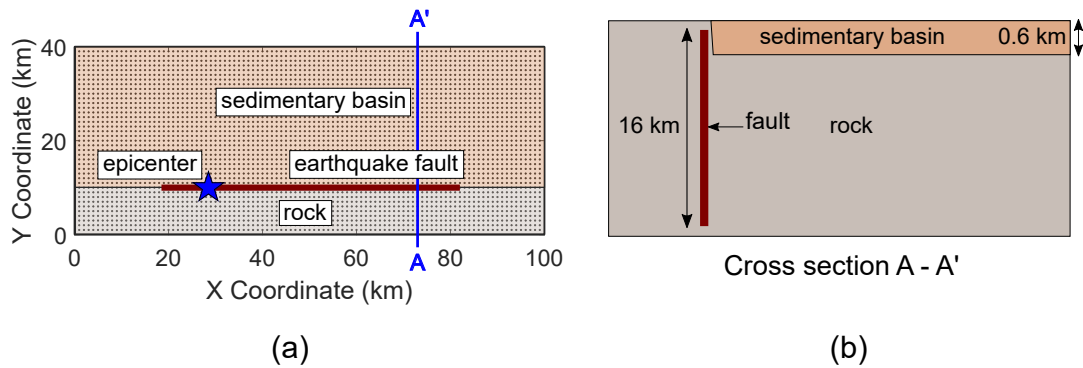 A'
40
20
0
Y Coordinate (km)
sedimentary basin
epicenter
earthquake fault
rock
0
20
40
60
80
100
A
X Coordinate (km)
(a)
sedimentary basin
0.6 km
16 km
fault
rock
Cross section A - A'
(b)